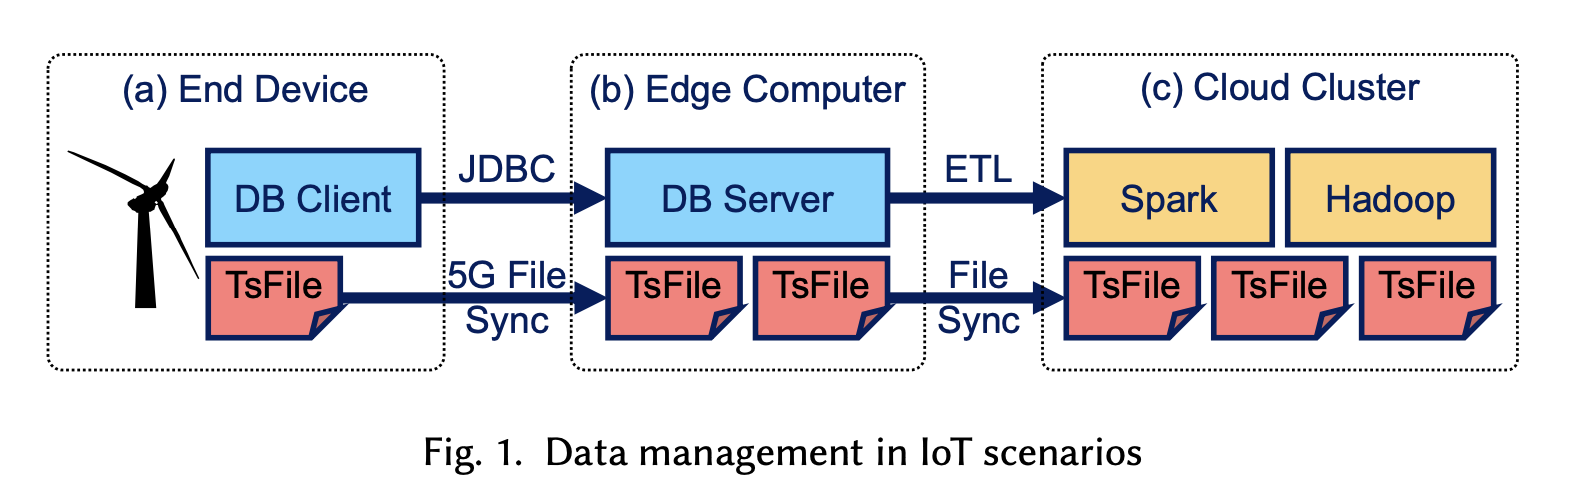 (a) End Device
(b) Edge Computer
(c) Cloud Cluster
DB Client
JDBC
DB Server
ETL
Spark
Hadoop
TsFile
5G File
Sync
TsFile
TsFile
File
Sync
TsFile
TsFile
TsFile
Fig. 1. Data management in IoT scenarios